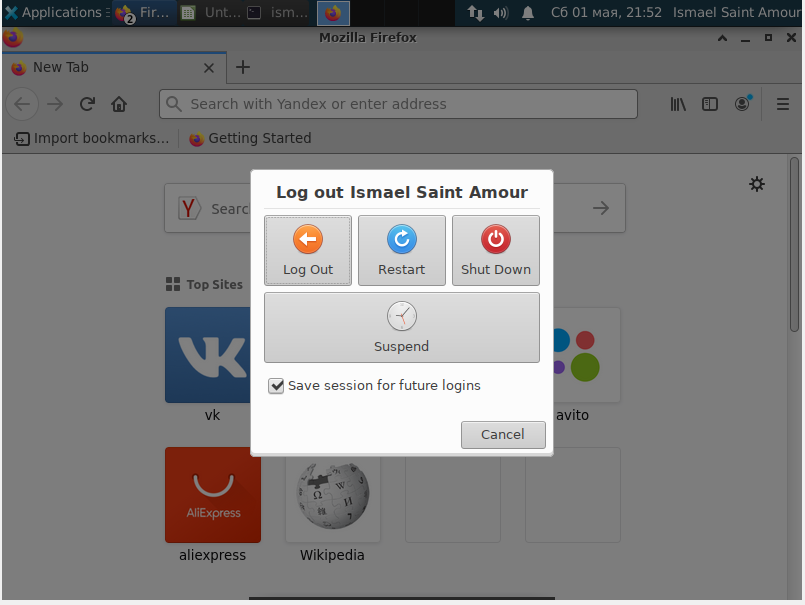 Applications
2
Fir...
Unt...
ism...
Сб 01 мая, 21:52
Ismael Saint Amour
Mozilla Firefox
New Tab
Search with Yandex or enter address
Import bookmarks...
Getting Started
Log out Ismael Saint Amour
Y
Searc
Log Out
Restart
Shut Down
Top Sites
Suspend
Save session for future logins
vk
avito
Cancel
AliExpress
Ω W И
aliexpress
Wikipedia